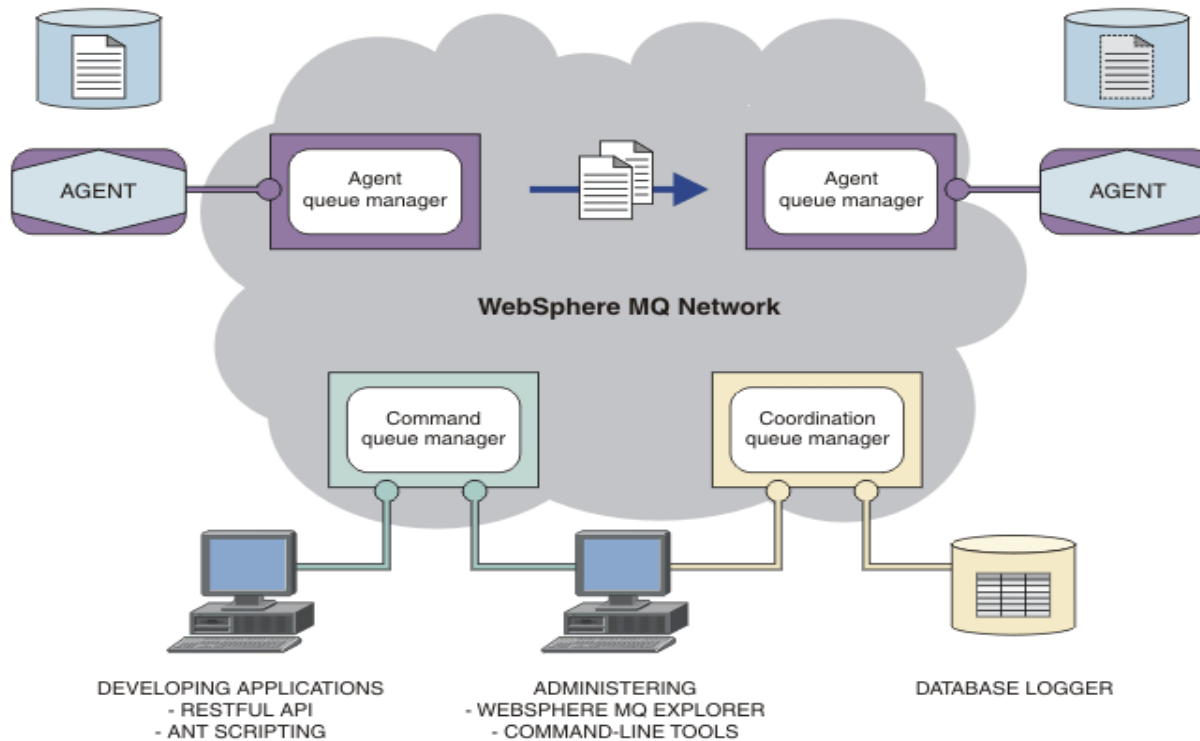 AGENT
Agent
queue manager
Agent
queue manager
AGENT
WebSphere MQ Network
Command
queue manager
Coordination
queue manager
DEVELOPING APPLICATIONS
- RESTFUL API
- ANT SCRIPTING
ADMINISTERING
- WEBSPHERE MQ EXPLORER
- COMMAND-LINE TOOLS
DATABASE LOGGER